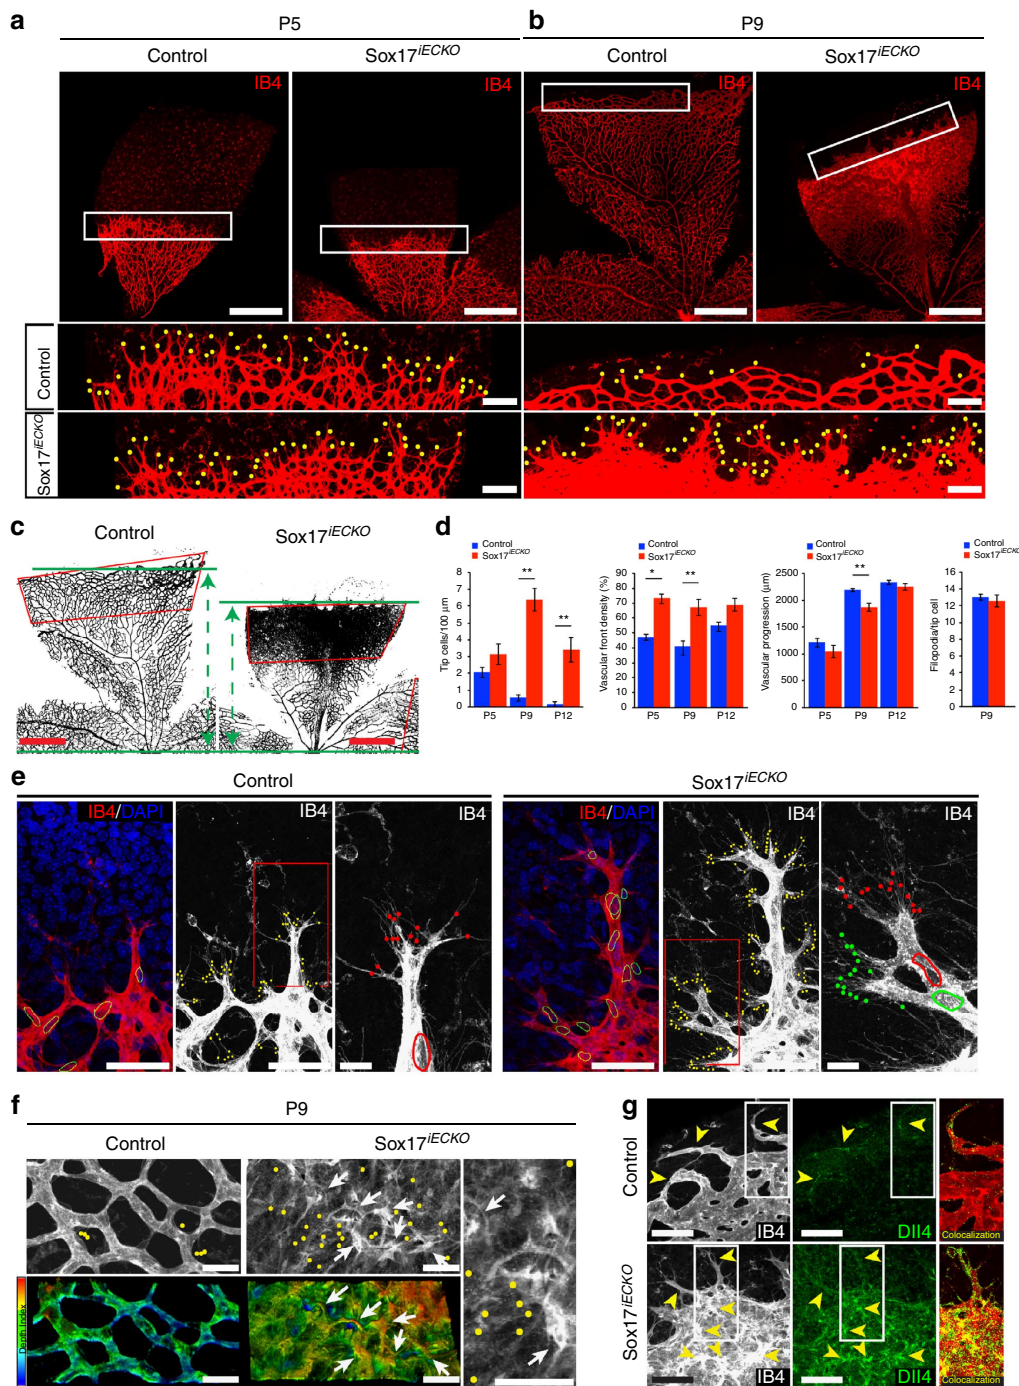 a
b
P5
P9
Control
Sox17iECKO
Control
Sox17iECKO
IB4
IB4
IB4
IB4
Control
Sox17iECKO
c
Control
Sox17iECKO
d
Control
Sox17iECKO
Tip cells/100 µm
8
7
6
5
4
3
2
1
0
**
**
P5
P9
P12
Control
Sox17iECKO
Vascular front density (%)
90
80
70
60
50
40
30
20
10
0
*
**
P5
P9
P12
Control
Sox17iECKO
Vascular progression (µm)
2500
2000
1500
1000
500
0
**
P5
P9
P12
Control
Sox17iECKO
Filopodia/tip cell
16
14
12
10
8
6
4
2
0
P9
e
Control
Sox17iECKO
IB4/DAPI
IB4
IB4
IB4/DAPI
IB4
IB4
f
P9
Control
Sox17iECKO
Depth Index
g
Control
IB4
Dll4
Colocalization
Sox17iECKO
IB4
Dll4
Colocalization